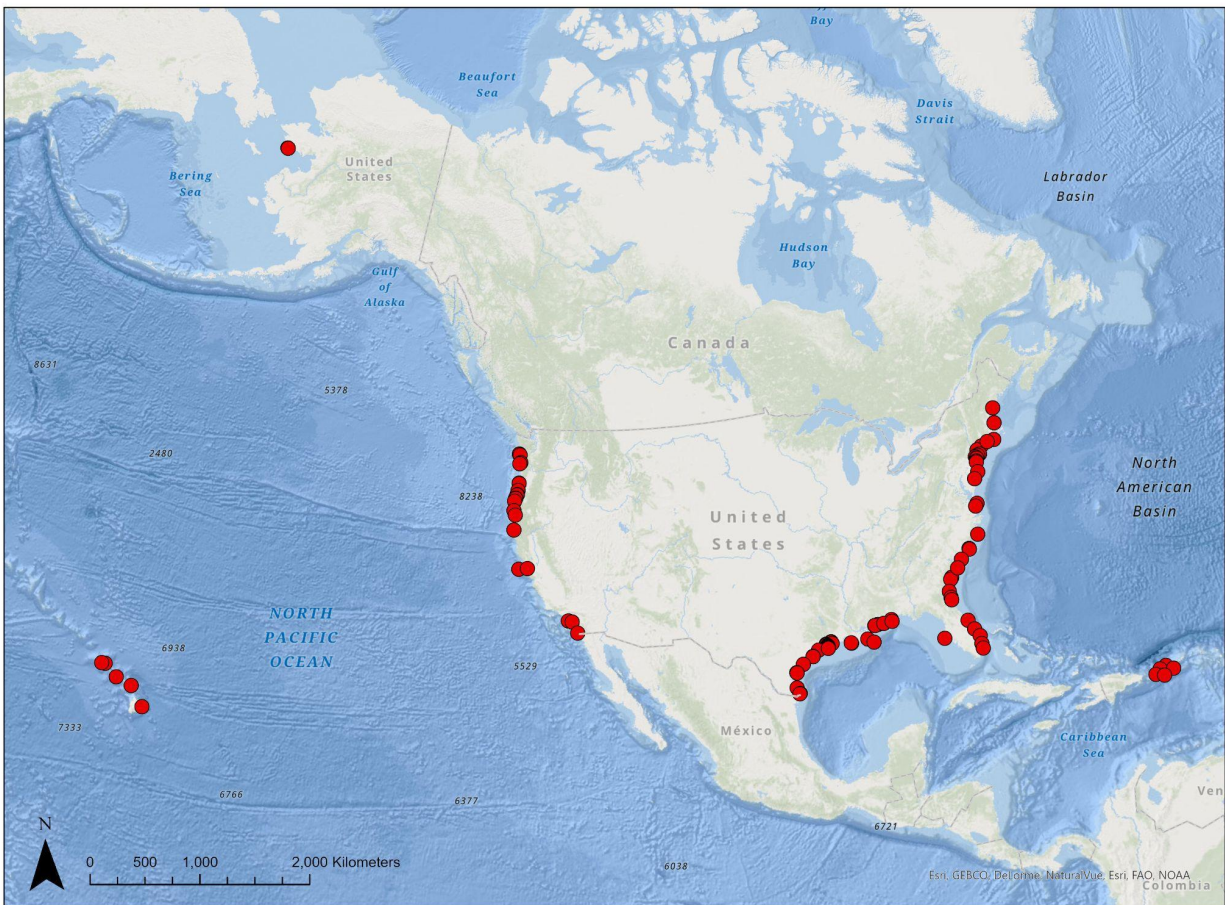 Bay
Beaufort
Sea
Davis
Strait
United
States
Bering
Sea
Labrador
Basin
Hudson
Bay
Gulf
of
Alaska
Canada
8631
5378
2480
8238
North
American
Basin
United
States
NORTH
PACIFIC
OCEAN
6938
5529
7333
México
Caribbean
Sea
6766
6377
Ven
6721
N
0 500 1,000 2,000 Kilometers
6038
Esri, GEBCO, DeLorme, NaturalVue, Esri, FAO, NOAA
Colombia